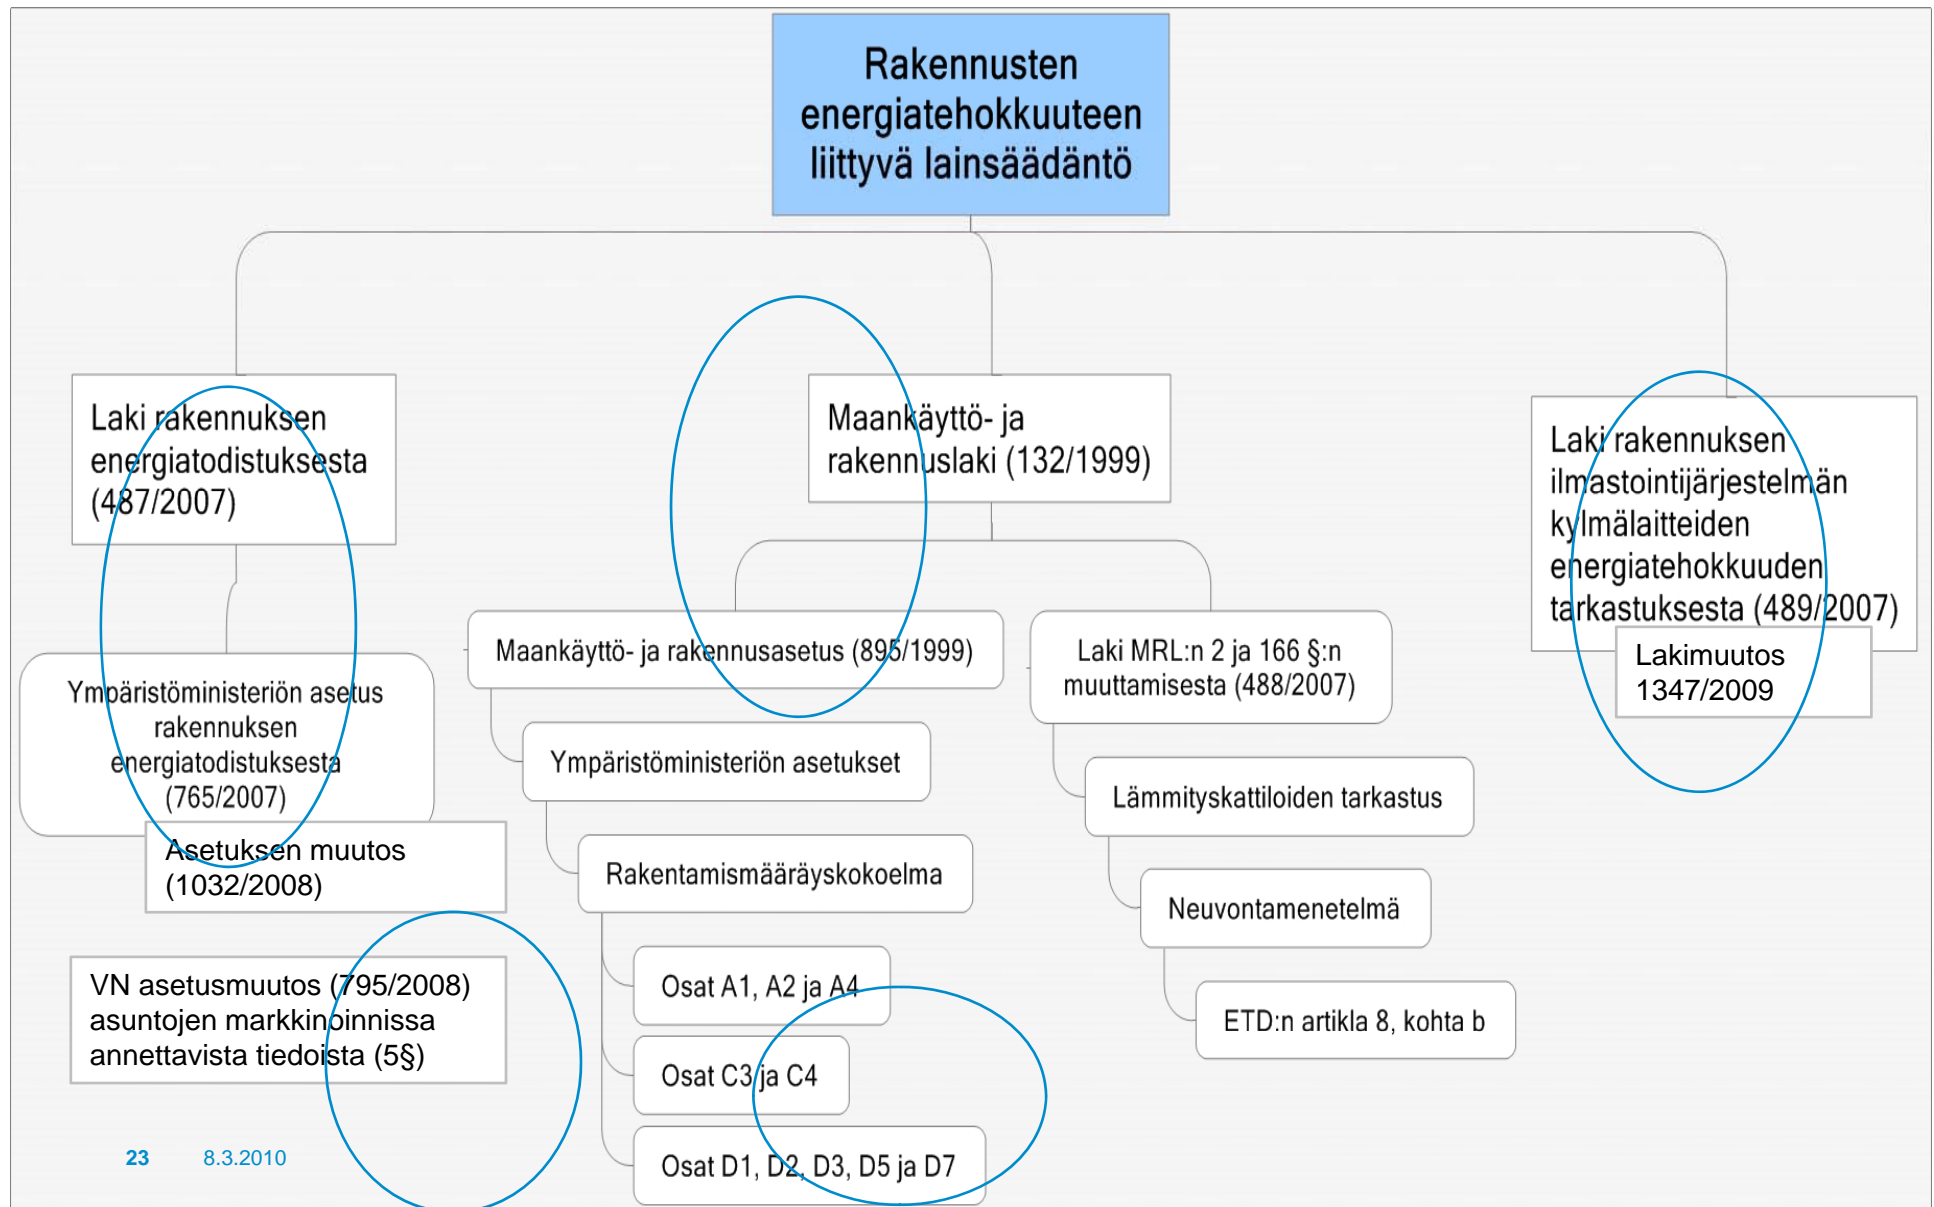 Rakennusten
energiatehokkuuteen
liittyvä lainsäädäntö
Laki rakennuksen
energiatodistuksesta
(487/2007)
Ympäristöministeriön asetus
rakennuksen
energiatodistuksesta
(765/2007)
Asetuksen muutos
(1032/2008)
VN asetusmuutos (795/2008)
asuntojen markkinoinnissa
annettavista tiedoista (5§)
Maankäyttö- ja
rakennuslaki (132/1999)
Maankäyttö- ja rakennusasetus (895/1999)
Ympäristöministeriön asetukset
Rakentamismääräyskokoelma
Osat A1, A2 ja A4
Osat C3 ja C4
Osat D1, D2, D3, D5 ja D7
Laki MRL:n 2 ja 166 §:n
muuttamisesta (488/2007)
Lämmityskattiloiden tarkastus
Neuvontamenetelmä
ETD:n artikla 8, kohta b
Laki rakennuksen
ilmastointijärjestelmän
kylmälaitteiden
energiatehokkuuden
tarkastuksesta (489/2007)
Lakimuutos
1347/2009
23 8.3.2010